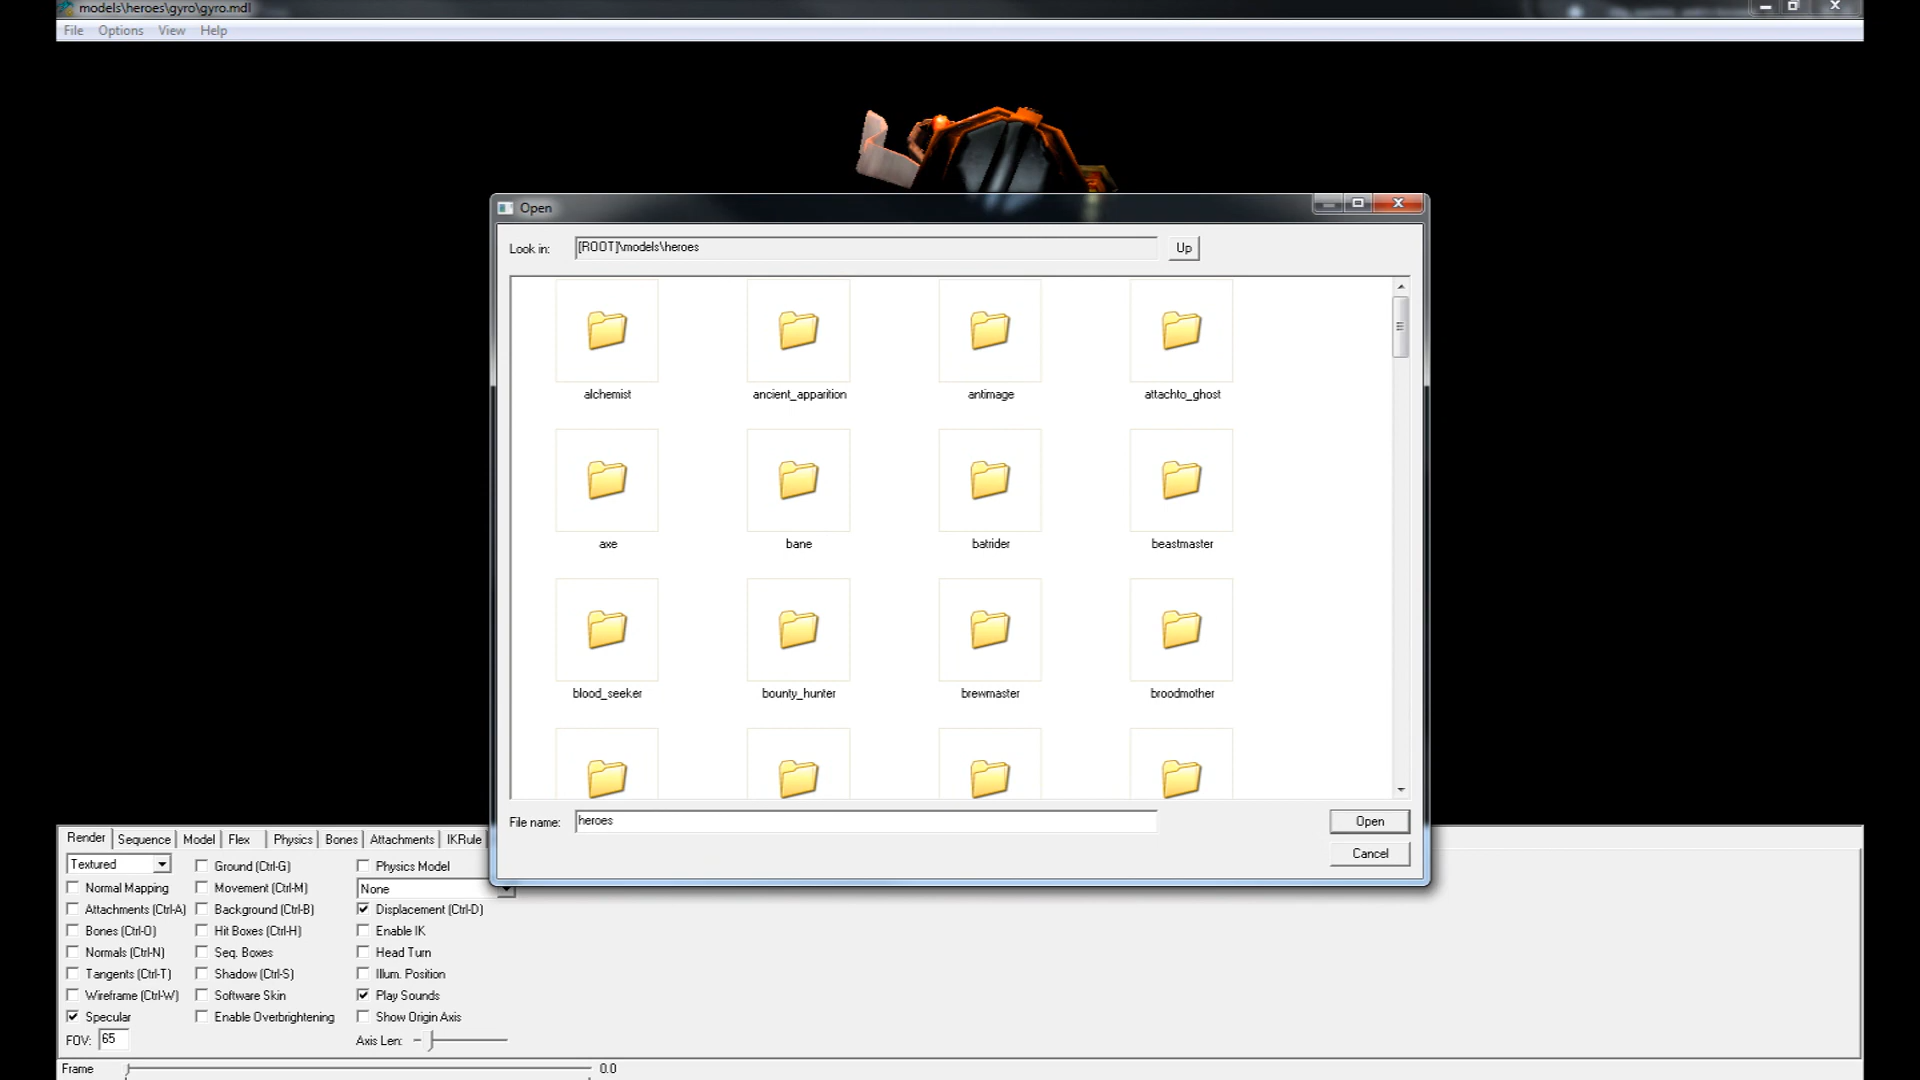 models\heroes\gyro\gyro.mdl
File Options View Help
Open
Look in: [ROOT]\models\heroes Up
alchemist ancient_apparition antimage attachto_ghost
axe bane batrider beastmaster
blood_seeker bounty_hunter brewmaster broodmother
File name: heroes Open
Cancel
Render Sequence Model Flex Physics Bones Attachments IKRule
Textured Ground (Ctrl-G) Physics Model
Normal Mapping Movement (Ctrl-M) None
Attachments (Ctrl-A) Background (Ctrl-B) Displacement (Ctrl-D)
Bones (Ctrl-O) Hit Boxes (Ctrl-H) Enable IK
Normals (Ctrl-N) Seq. Boxes Head Turn
Tangents (Ctrl-T) Shadow (Ctrl-S) Illum. Position
Wireframe (Ctrl-W) Software Skin Play Sounds
Specular Enable Overbrightening Show Origin Axis
FOV: 65 Axis Len:
Frame 0.0